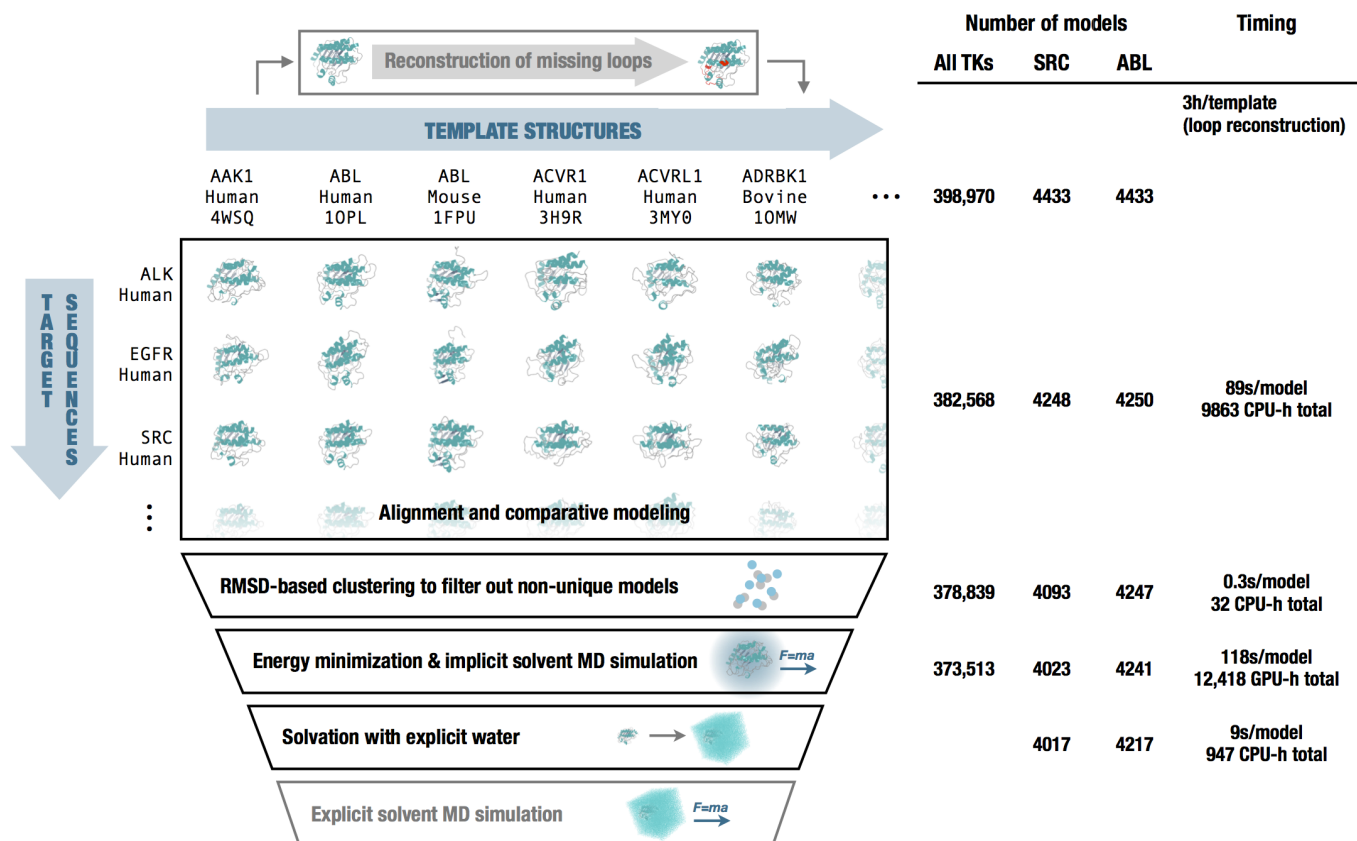 Number of models
Timing
All TKs
SRC
ABL
Reconstruction of missing loops
3h/template
(loop reconstruction)
TEMPLATE STRUCTURES
AAK1
Human
4WSQ
ABL
Human
1OPL
ABL
Mouse
1FPU
ACVR1
Human
3H9R
ACVRL1
Human
3MY0
ADRBK1
Bovine
1OMW
...
398,970
4433
4433
TARGET
SEQUENCES
ALK
Human
EGFR
Human
SRC
Human
...
Alignment and comparative modeling
382,568
4248
4250
89s/model
9863 CPU-h total
RMSD-based clustering to filter out non-unique models
378,839
4093
4247
0.3s/model
32 CPU-h total
Energy minimization & implicit solvent MD simulation
F=ma
373,513
4023
4241
118s/model
12,418 GPU-h total
Solvation with explicit water
4017
4217
9s/model
947 CPU-h total
Explicit solvent MD simulation
F=ma